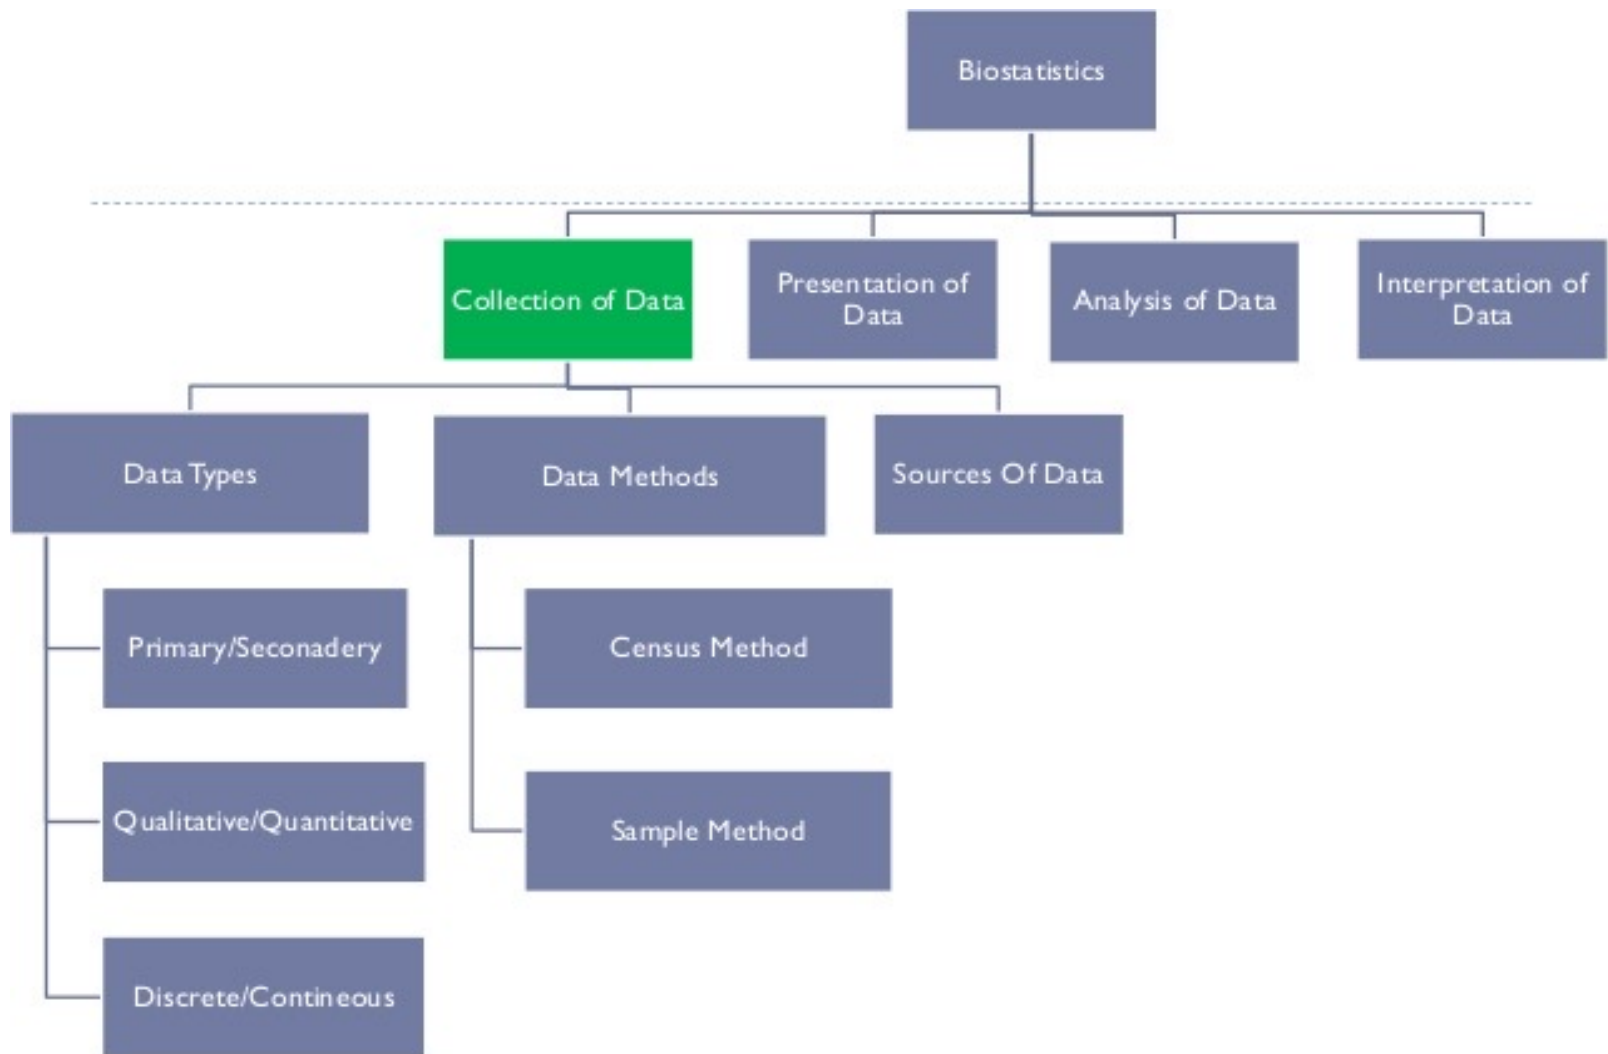 Biostatistics
Collection of Data
Presentation of
Data
Analysis of Data
Interpretation of
Data
Data Types
Data Methods
Sources Of Data
Primary/Seconadery
Census Method
Qualitative/Quantitative
Sample Method
Discrete/Contineous